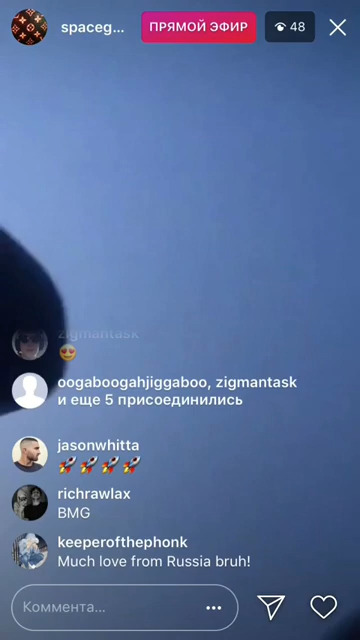 spaceg...
ПРЯМОЙ ЭФИР
48
zigmantask
oogaboogahjiggaboo, zigmantask
и еще 5 присоединились
jasonwhitta
richrawlax
BMG
keeperofthephonk
Much love from Russia bruh!
Коммента...